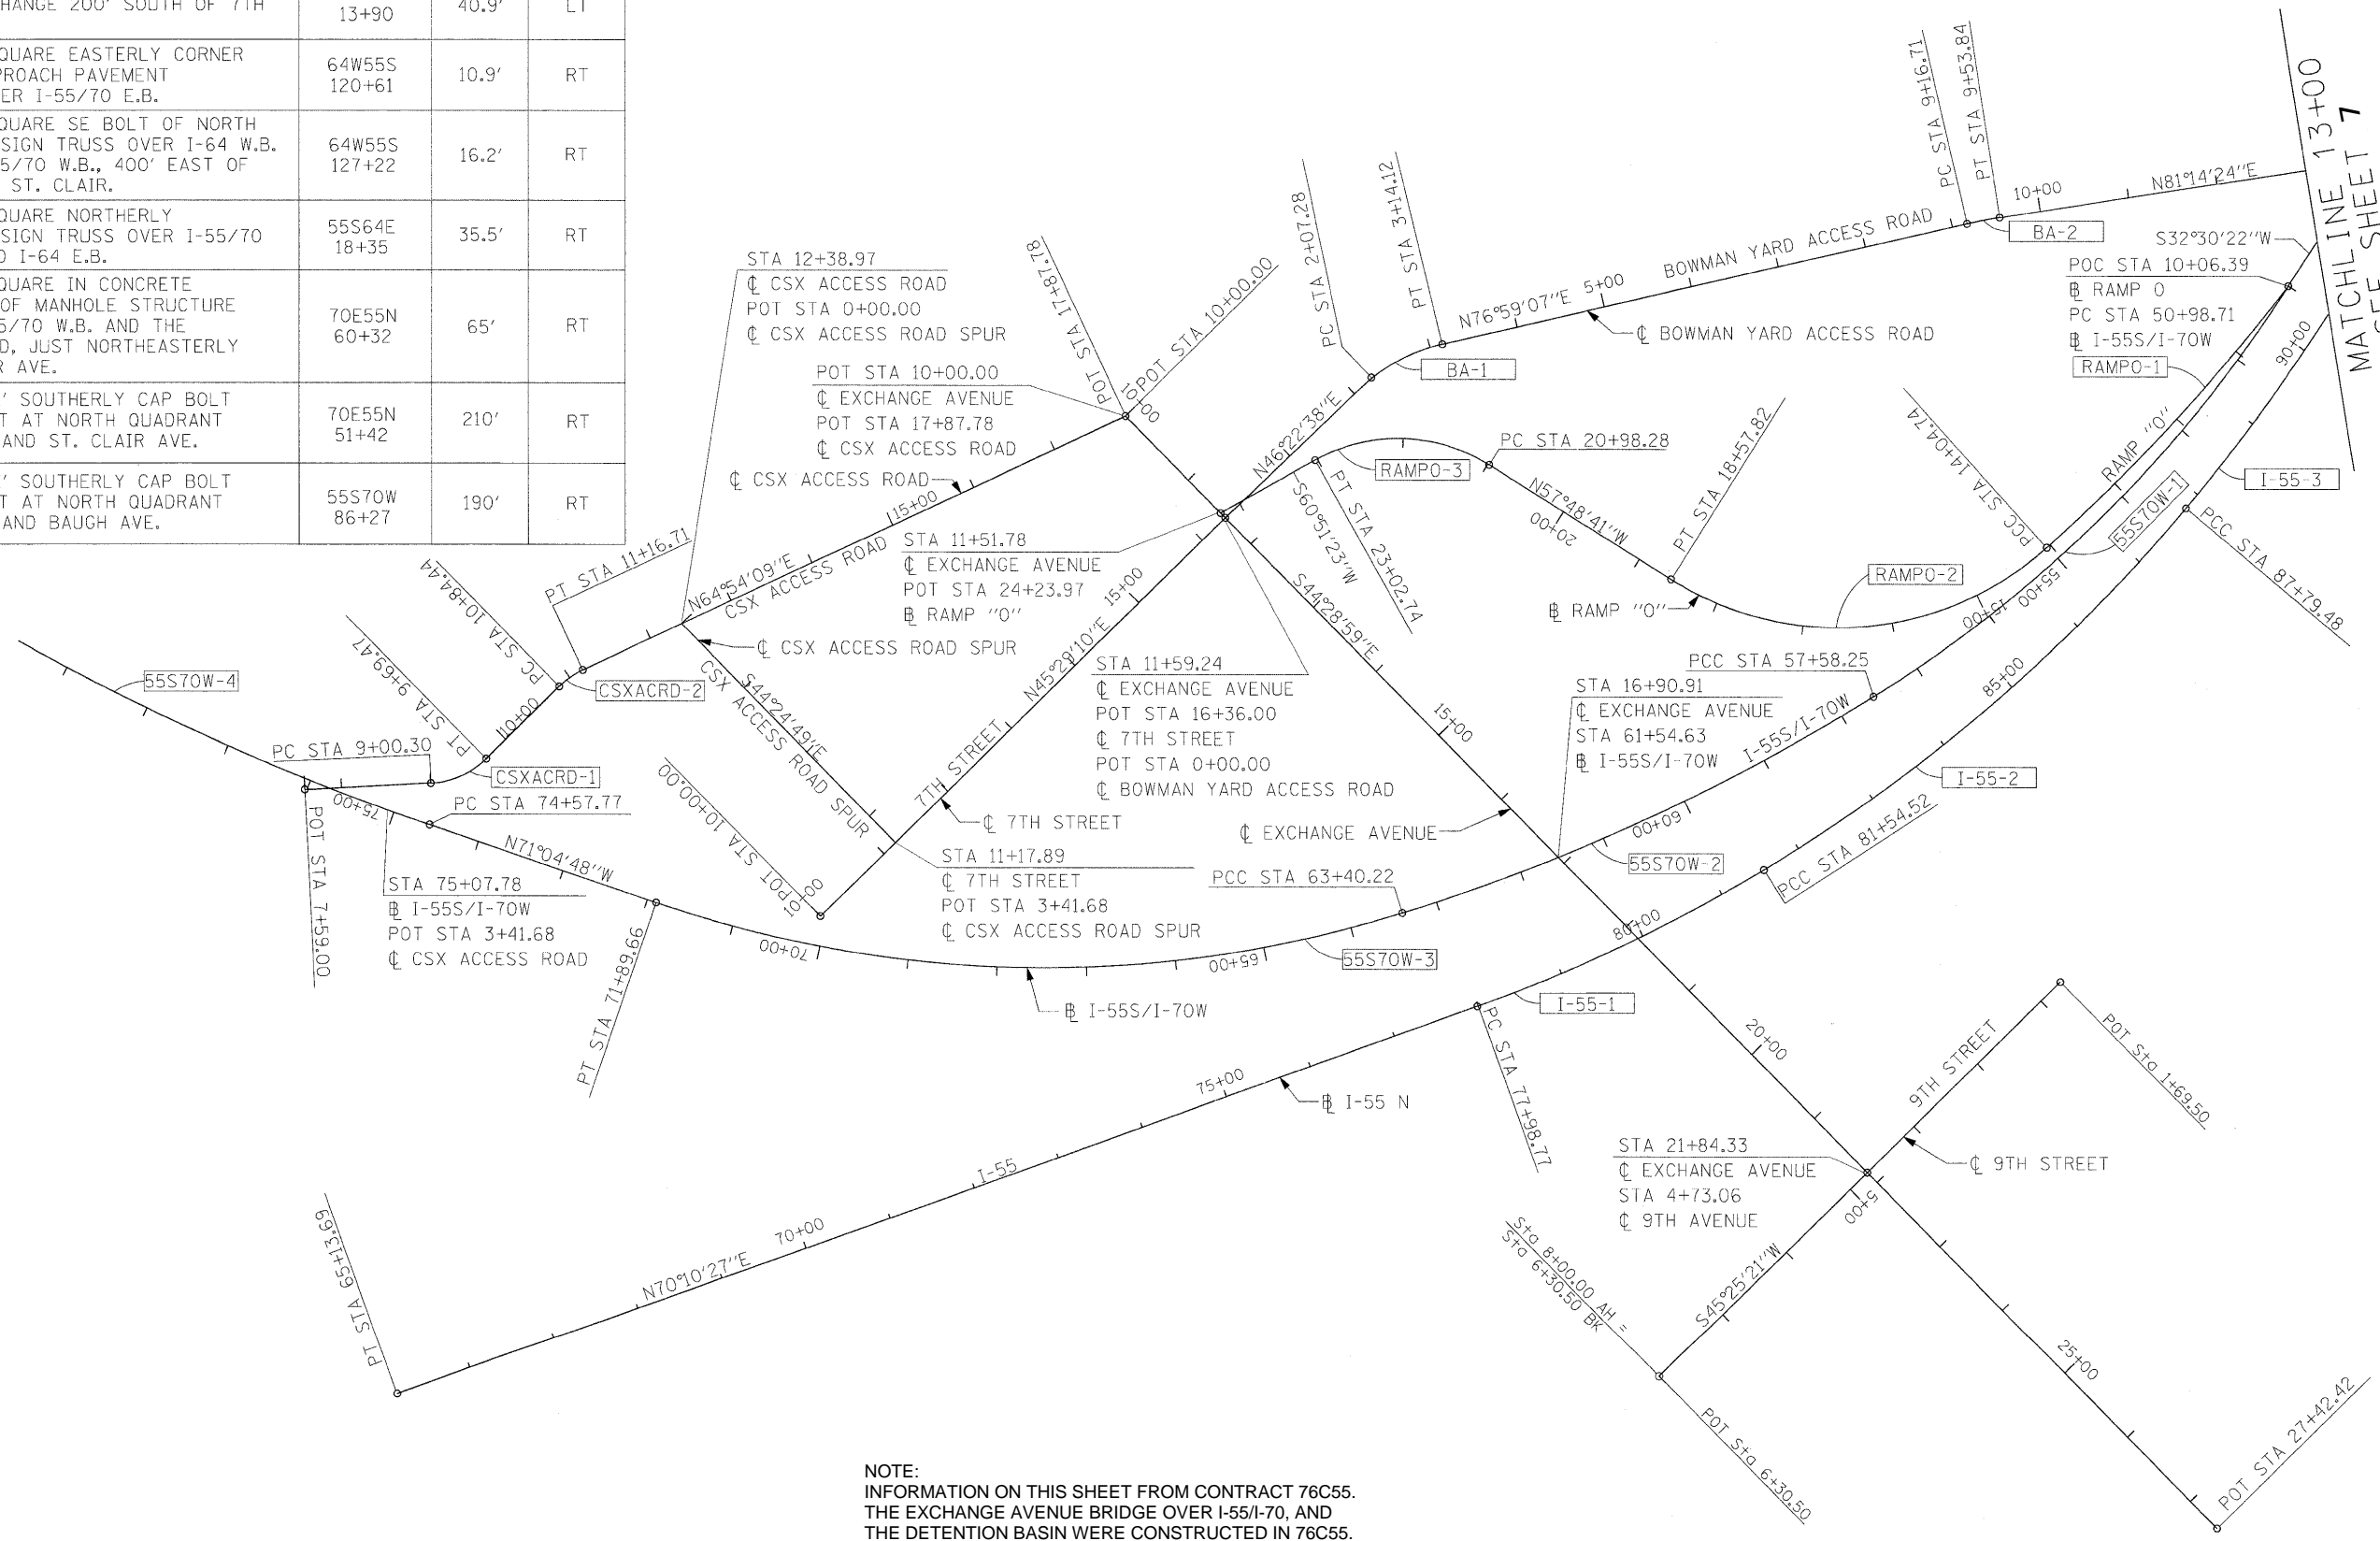 HANGE 200' SOUTH OF 7TH
13+90
40.9'
LT
QUARE EASTERLY CORNER
PROACH PAVEMENT
ER I-55/70 E.B.
64W55S
120+61
10.9'
RT
QUARE SE BOLT OF NORTH
SIGN TRUSS OVER I-64 W.B.
5/70 W.B., 400' EAST OF
ST. CLAIR.
64W55S
127+22
16.2'
RT
QUARE NORTHERLY
SIGN TRUSS OVER I-55/70
O I-64 E.B.
55S64E
18+35
35.5'
RT
QUARE IN CONCRETE
OF MANHOLE STRUCTURE
5/70 W.B. AND THE
D, JUST NORTHEASTERLY
R AVE.
70E55N
60+32
65'
RT
' SOUTHERLY CAP BOLT
T AT NORTH QUADRANT
AND ST. CLAIR AVE.
70E55N
51+42
210'
RT
' SOUTHERLY CAP BOLT
T AT NORTH QUADRANT
AND BAUGH AVE.
55S70W
86+27
190'
RT
PC STA 9+16.71
PT STA 9+53.84
MATCHLINE 13+00
SEE SHEET 7
10+00
N81°14'24"E
BA-2
S32°30'22"W
POC STA 10+06.39
℄ RAMP O
PC STA 50+98.71
℄ I-55S/I-70W
RAMPO-1
90+00
BOWMAN YARD ACCESS ROAD
5+00
N76°59'07"E
℄ BOWMAN YARD ACCESS ROAD
PC STA 2+07.28
PT STA 3+14.12
BA-1
STA 12+38.97
℄ CSX ACCESS ROAD
POT STA 0+00.00
℄ CSX ACCESS ROAD SPUR
POT STA 17+87.78
POT STA 10+00.00
10+00
POT STA 10+00.00
℄ EXCHANGE AVENUE
POT STA 17+87.78
℄ CSX ACCESS ROAD
℄ CSX ACCESS ROAD
15+00
N46°22'38"E
RAMPO-3
PC STA 20+98.28
S60°51'23"W
PT STA 23+02.74
N57°48'41"W
20+00
PT STA 18+57.82
PCC STA 14+04.74
RAMP "O"
55S70W-1
I-55-3
PCC STA 87+79.48
RAMPO-2
℄ RAMP "O"
15+00
55+00
STA 11+51.78
℄ EXCHANGE AVENUE
POT STA 24+23.97
℄ RAMP "O"
PT STA 11+16.71
N64°54'09"E
CSX ACCESS ROAD
PC STA 10+84.44
PT STA 9+69.47
CSXACRD-2
℄ CSX ACCESS ROAD SPUR
S44°24'49"E
CSX ACCESS ROAD SPUR
15+00
N45°29'10"E
7TH STREET
S44°28'59"E
STA 11+59.24
℄ EXCHANGE AVENUE
POT STA 16+36.00
℄ 7TH STREET
POT STA 0+00.00
℄ BOWMAN YARD ACCESS ROAD
15+00
PCC STA 57+58.25
STA 16+90.91
℄ EXCHANGE AVENUE
STA 61+54.63
℄ I-55S/I-70W
I-55S/I-70W
85+00
I-55-2
55S70W-4
PC STA 9+00.30
10+00
CSXACRD-1
75+00
PC STA 74+57.77
N71°04'48"W
POT STA 7+59.00
STA 75+07.78
℄ I-55S/I-70W
POT STA 3+41.68
℄ CSX ACCESS ROAD
PT STA 71+89.66
POT STA 10+00.00
10+00
℄ 7TH STREET
STA 11+17.89
℄ 7TH STREET
POT STA 3+41.68
℄ CSX ACCESS ROAD SPUR
PCC STA 63+40.22
℄ EXCHANGE AVENUE
60+00
55S70W-2
PCC STA 81+54.52
80+00
70+00
65+00
55S70W-3
℄ I-55S/I-70W
I-55-1
PC STA 77+98.77
75+00
℄ I-55 N
I-55
70+00
N70°10'27"E
PT STA 65+13.69
20+00
9TH STREET
POT Sta 1+69.50
℄ 9TH STREET
STA 21+84.33
℄ EXCHANGE AVENUE
STA 4+73.06
℄ 9TH AVENUE
5+00
S45°25'21"W
Sta 8+00.00 AH =
Sta 6+30.50 BK
POT Sta 6+30.50
25+00
POT STA 27+42.42
NOTE:
INFORMATION ON THIS SHEET FROM CONTRACT 76C55.
THE EXCHANGE AVENUE BRIDGE OVER I-55/I-70, AND
THE DETENTION BASIN WERE CONSTRUCTED IN 76C55.